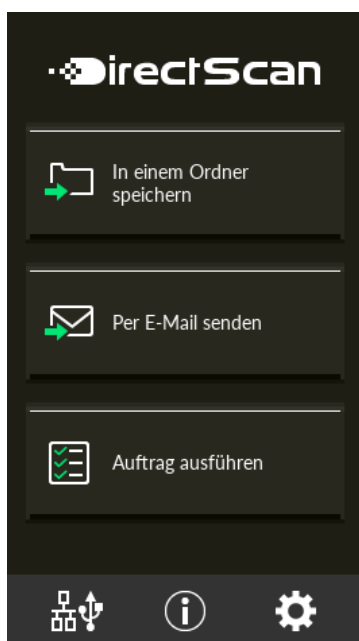 DirectScan
In einem Ordner
speichern
Per E-Mail senden
Auftrag ausführen